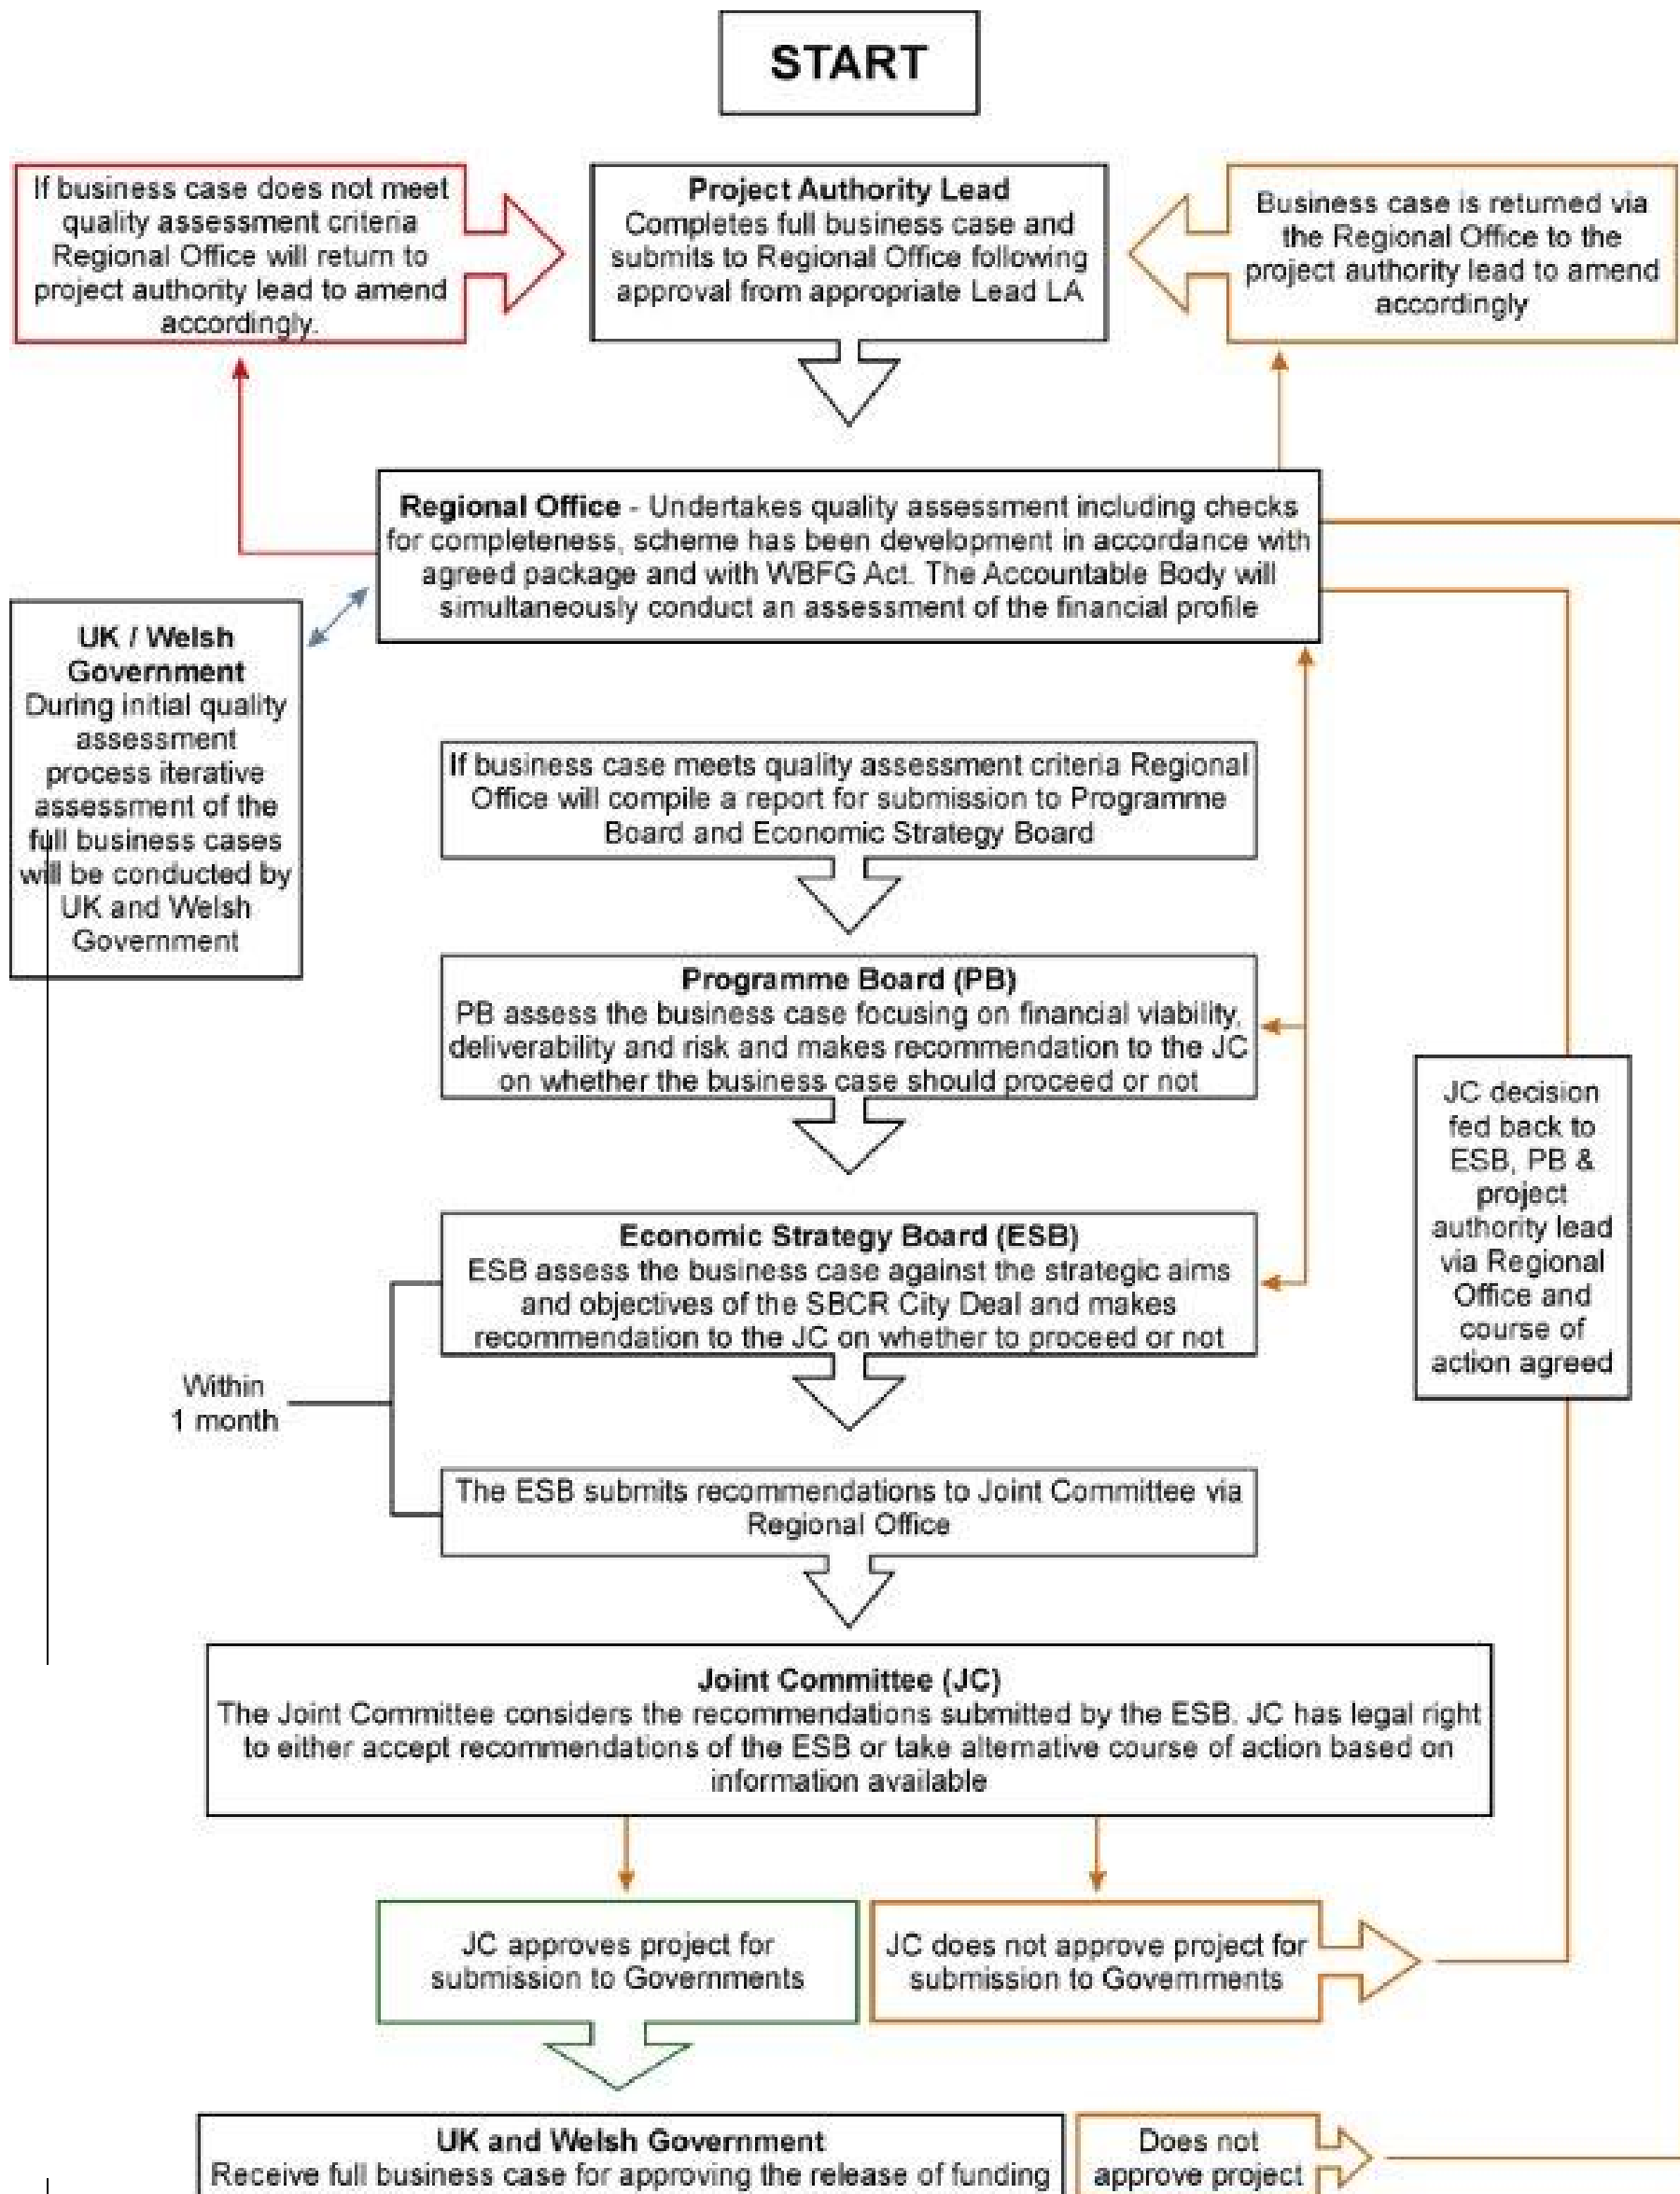 START
If business case does not meet
quality assessment criteria
Regional Office will return to
project authority lead to amend
accordingly.
Project Authority Lead
Completes full business case and
submits to Regional Office following
approval from appropriate Lead LA
Business case is returned via
the Regional Office to the
project authority lead to amend
accordingly
Regional Office - Undertakes quality assessment including checks
for completeness, scheme has been development in accordance with
agreed package and with WBFG Act. The Accountable Body will
simultaneously conduct an assessment of the financial profile
UK / Welsh
Government
During initial quality
assessment
process iterative
assessment of the
full business cases
will be conducted by
UK and Welsh
Government
If business case meets quality assessment criteria Regional
Office will compile a report for submission to Programme
Board and Economic Strategy Board
Programme Board (PB)
PB assess the business case focusing on financial viability,
deliverability and risk and makes recommendation to the JC
on whether the business case should proceed or not
JC decision
fed back to
ESB, PB &
project
authority lead
via Regional
Office and
course of
action agreed
Economic Strategy Board (ESB)
ESB assess the business case against the strategic aims
and objectives of the SBCR City Deal and makes
recommendation to the JC on whether to proceed or not
Within
1 month
The ESB submits recommendations to Joint Committee via
Regional Office
Joint Committee (JC)
The Joint Committee considers the recommendations submitted by the ESB. JC has legal right
to either accept recommendations of the ESB or take alternative course of action based on
information available
JC approves project for
submission to Governments
JC does not approve project for
submission to Governments
UK and Welsh Government
Receive full business case for approving the release of funding
Does not
approve project